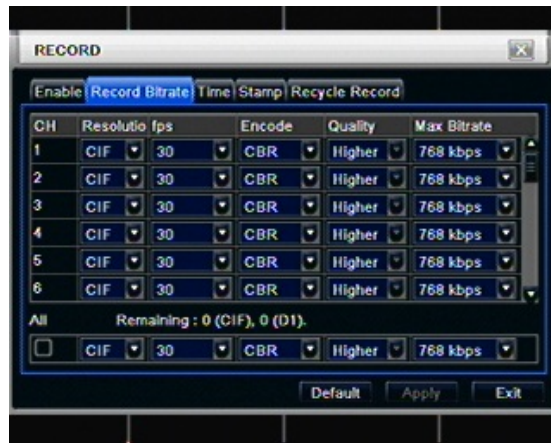 RECORD
Enable Record Bitrate Time Stamp Recycle Record
CH Resolutio fps Encode Quality Max Bitrate
1 CIF 30 CBR Higher 768 kbps
2 CIF 30 CBR Higher 768 kbps
3 CIF 30 CBR Higher 768 kbps
4 CIF 30 CBR Higher 768 kbps
5 CIF 30 CBR Higher 768 kbps
6 CIF 30 CBR Higher 768 kbps
All Remaining : 0 (CIF), 0 (D1).
CIF 30 CBR Higher 768 kbps
Default Apply Exit